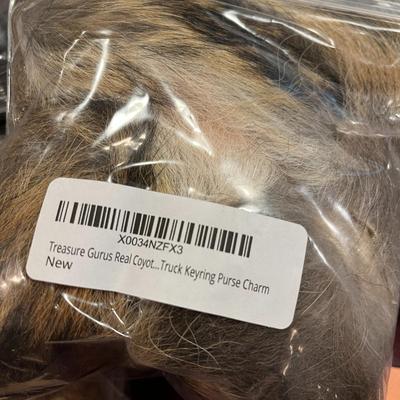 X0034NZFX3
Treasure Gurus Real Coyot...Truck Keyring Purse Charm
New